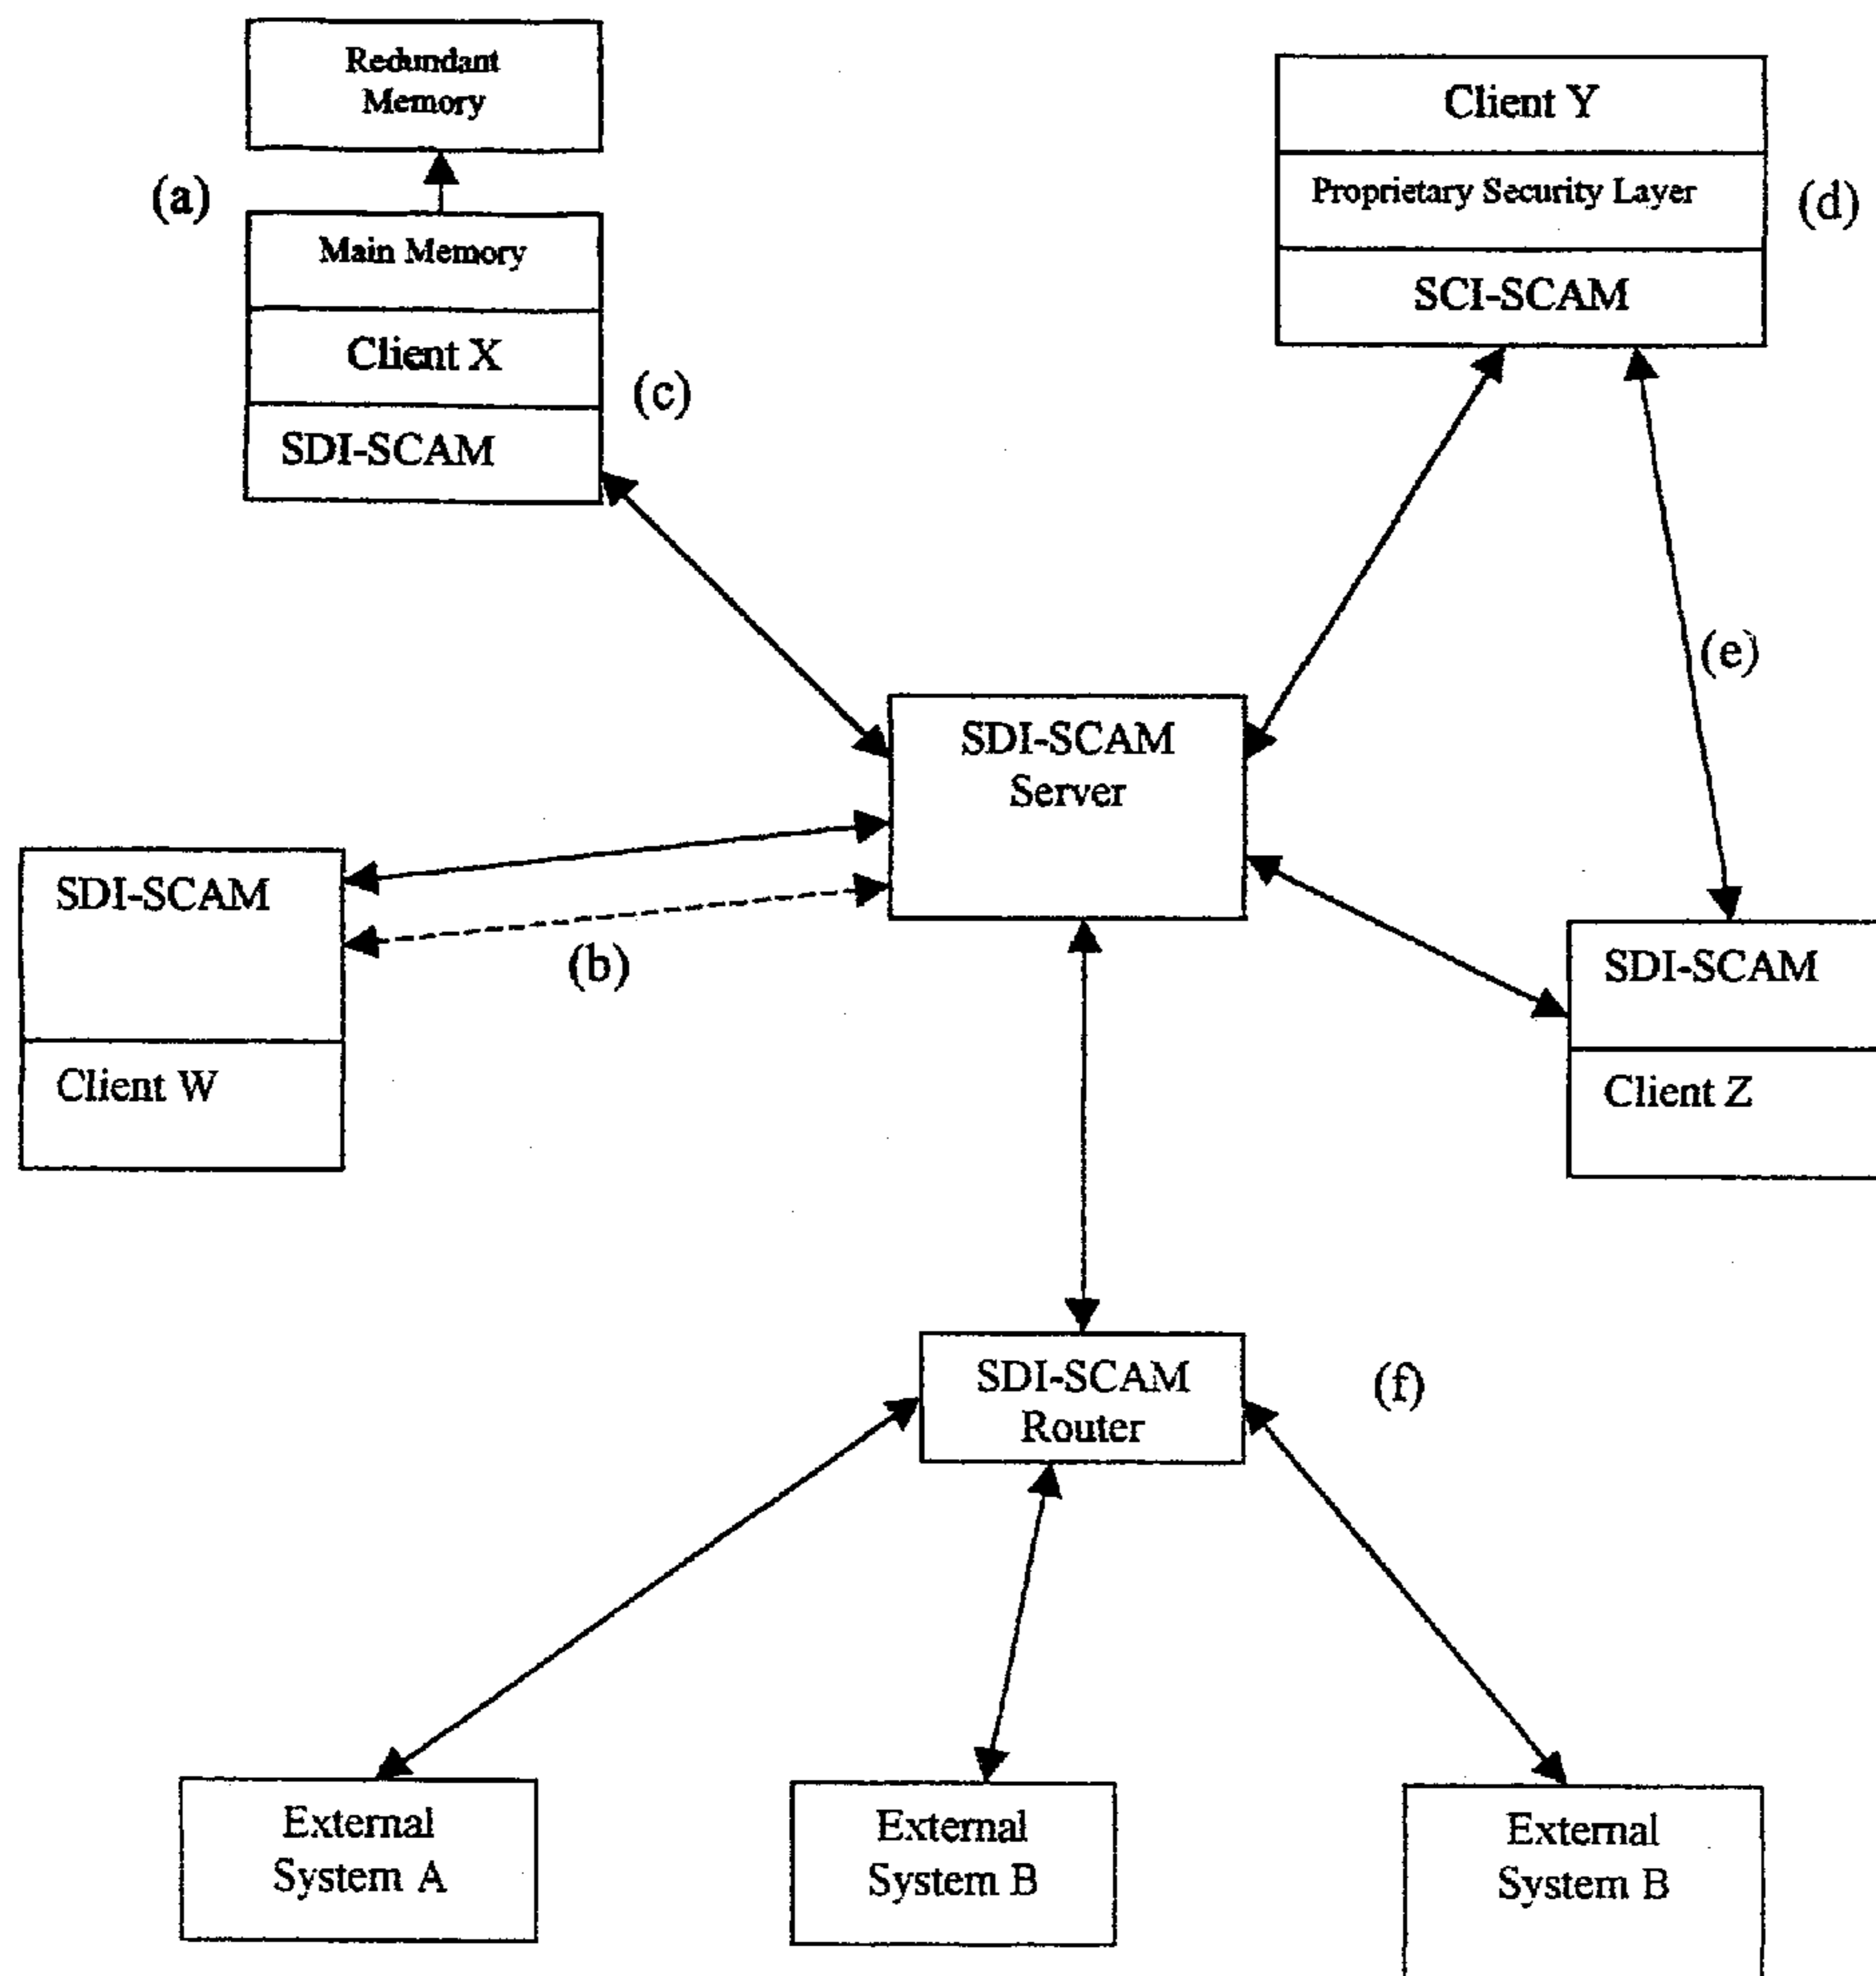 Redundant
Memory
(a)
Main Memory
Client X
(c)
SDI-SCAM
Client Y
Proprietary Security Layer
(d)
SCI-SCAM
(e)
SDI-SCAM
Server
SDI-SCAM
(b)
Client W
SDI-SCAM
Client Z
SDI-SCAM
Router
(f)
External
System A
External
System B
External
System B